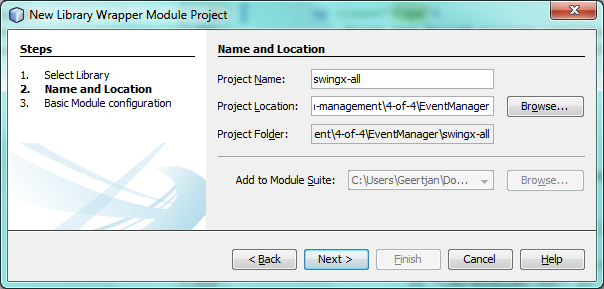 New Library Wrapper Module Project
Steps
1. Select Library
2. Name and Location
3. Basic Module configuration
Name and Location
Project Name: swingx-all
Project Location: -management\4-of-4\EventManager Browse...
Project Folder: ent\4-of-4\EventManager\swingx-all
Add to Module Suite: C:\Users\Geertjan\Do... Browse...
< Back Next > Finish Cancel Help